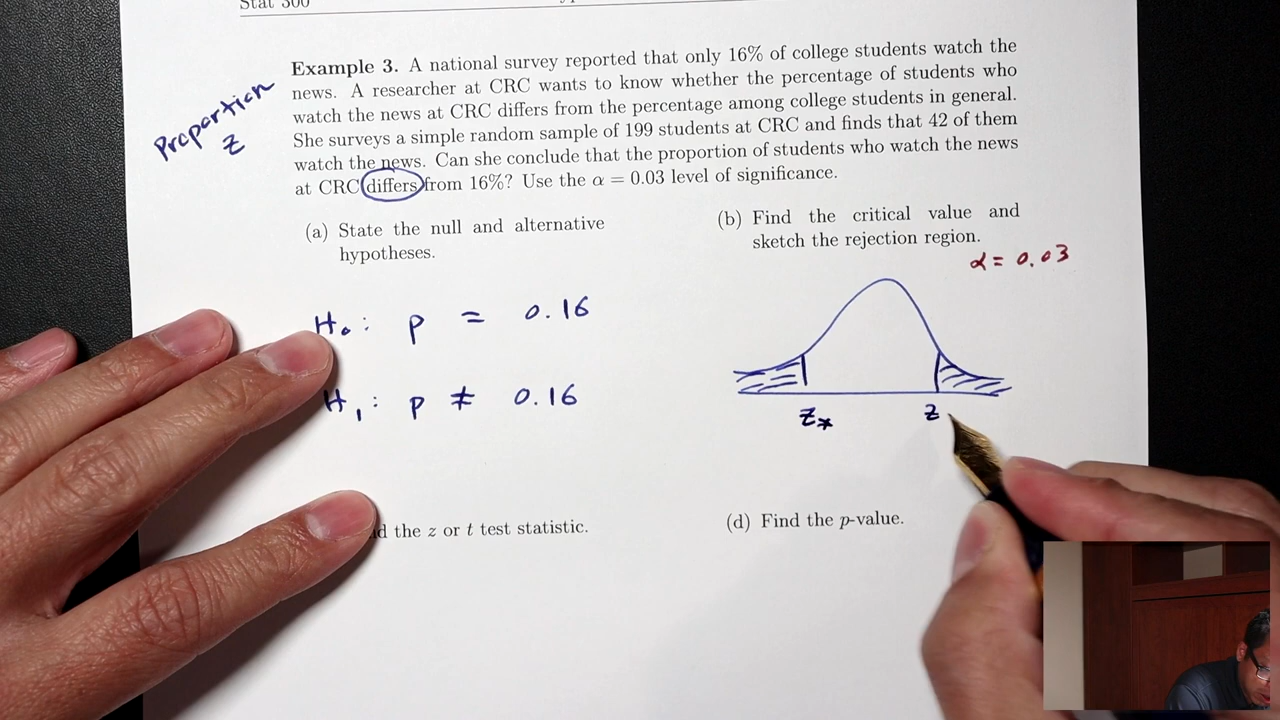 Stat 300
Proportion
Z
Example 3. A national survey reported that only 16% of college students watch the
news. A researcher at CRC wants to know whether the percentage of students who
watch the news at CRC differs from the percentage among college students in general.
She surveys a simple random sample of 199 students at CRC and finds that 42 of them
watch the news. Can she conclude that the proportion of students who watch the news
at CRC differs from 16%? Use the α = 0.03 level of significance.
(a) State the null and alternative
hypotheses.
H₀: p = 0.16
H₁: p ≠ 0.16
(b) Find the critical value and
sketch the rejection region.
α = 0.03
Z* Z
the z or t test statistic.
(d) Find the p-value.